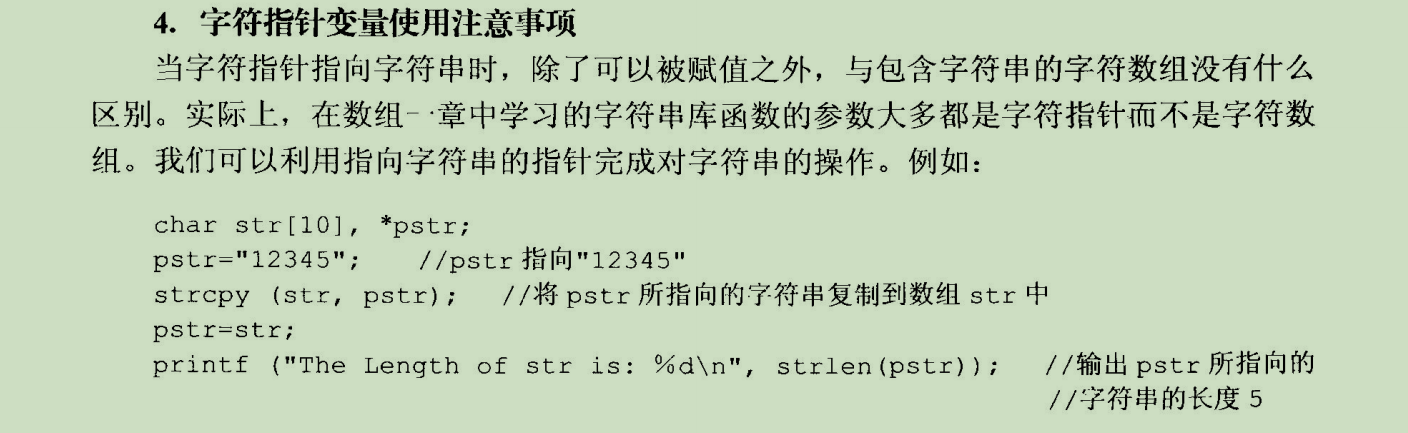 4. 字符指针变量使用注意事项
当字符指针指向字符串时，除了可以被赋值之外，与包含字符串的字符数组没有什么
区别。实际上，在数组一章中学习的字符串库函数的参数大多都是字符指针而不是字符数
组。我们可以利用指向字符串的指针完成对字符串的操作。例如：
char str[10], *pstr;
pstr="12345"; //pstr 指向"12345"
strcpy (str, pstr); //将 pstr 所指向的字符串复制到数组 str 中
pstr=str;
printf ("The Length of str is: %d\n", strlen(pstr)); //输出 pstr 所指向的
//字符串的长度 5